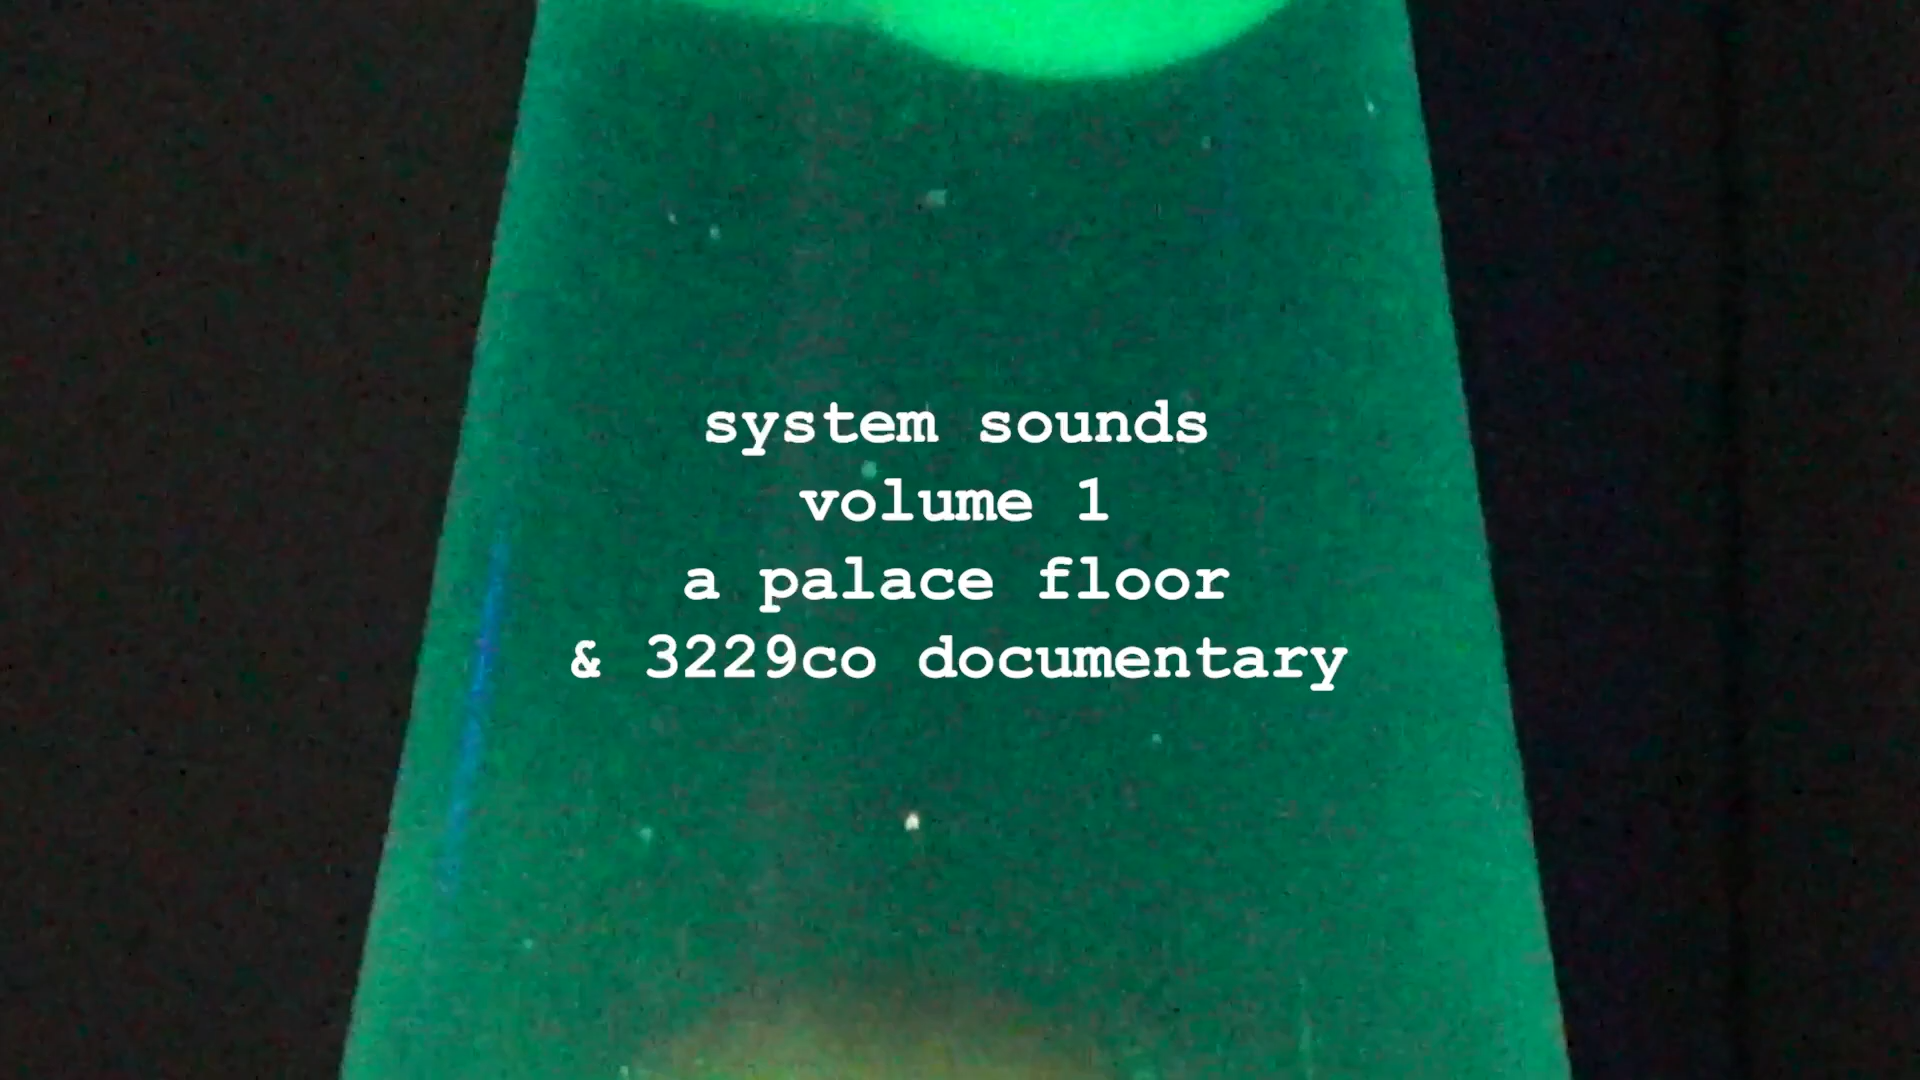 system sounds
volume 1
a palace floor
& 3229co documentary